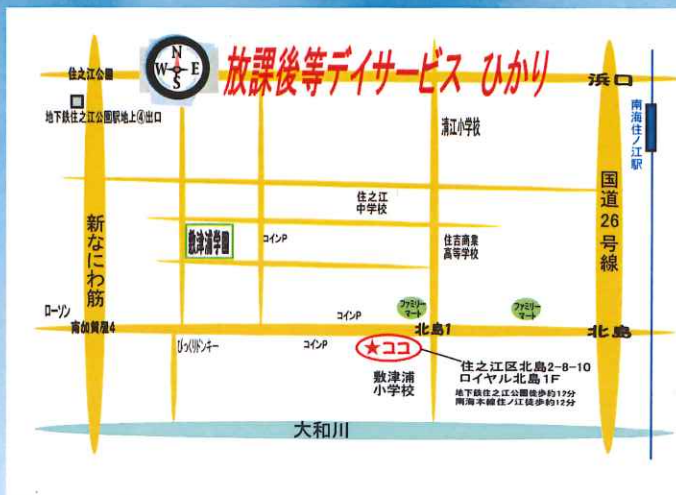 放課後等デイサービス ひかり
N
W E
S
住之江公園
浜口
地下鉄住之江公園駅地上④出口
清江小学校
南海住ノ江駅
住之江
中学校
国道26号線
新なにわ筋
敷津浦学園
コインP
住吉商業
高等学校
ローソン
ファミリー
マート
ファミリー
マート
コインP
南加賀屋4
北島1
北島
びっくりドンキー
コインP
★ココ
住之江区北島2-8-10
ロイヤル北島1F
敷津浦
小学校
地下鉄住之江公園徒歩約17分
南海本線住ノ江徒歩約12分
大和川